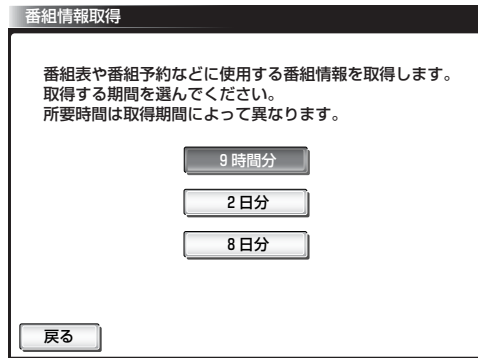 番組情報取得
番組表や番組予約などに使用する番組情報を取得します。
取得する期間を選んでください。
所要時間は取得期間によって異なります。
9時間分
2日分
8日分
戻る